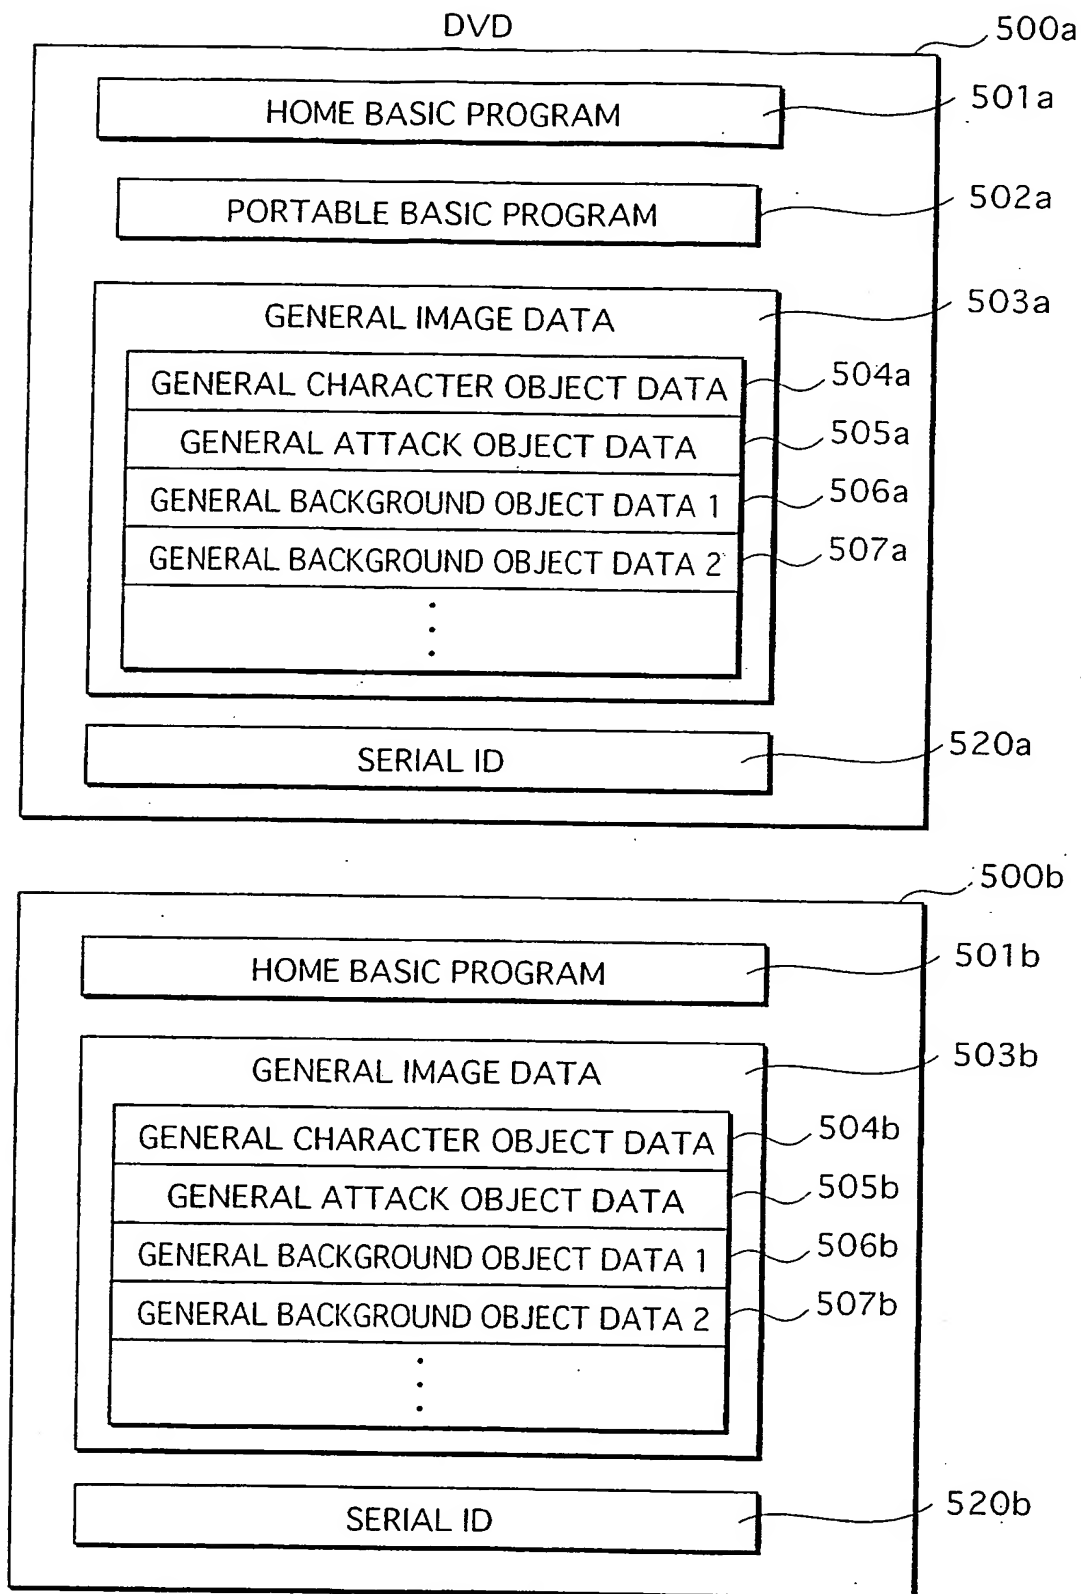 DVD
500a
HOME BASIC PROGRAM 501a
PORTABLE BASIC PROGRAM 502a
GENERAL IMAGE DATA 503a
GENERAL CHARACTER OBJECT DATA 504a
GENERAL ATTACK OBJECT DATA 505a
GENERAL BACKGROUND OBJECT DATA 1 506a
GENERAL BACKGROUND OBJECT DATA 2 507a
SERIAL ID 520a
500b
HOME BASIC PROGRAM 501b
GENERAL IMAGE DATA 503b
GENERAL CHARACTER OBJECT DATA 504b
GENERAL ATTACK OBJECT DATA 505b
GENERAL BACKGROUND OBJECT DATA 1 506b
GENERAL BACKGROUND OBJECT DATA 2 507b
SERIAL ID 520b